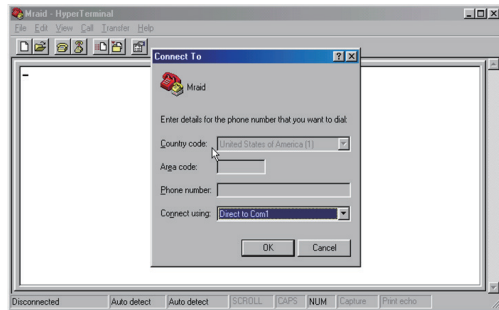 Mraid - HyperTerminal
File Edit View Call Transfer Help
Connect To
Mraid
Enter details for the phone number that you want to dial:
Country code: United States of America (1)
Area code:
Phone number:
Connect using: Direct to Com1
OK Cancel
Disconnected Auto detect Auto detect SCROLL CAPS NUM Capture Print echo